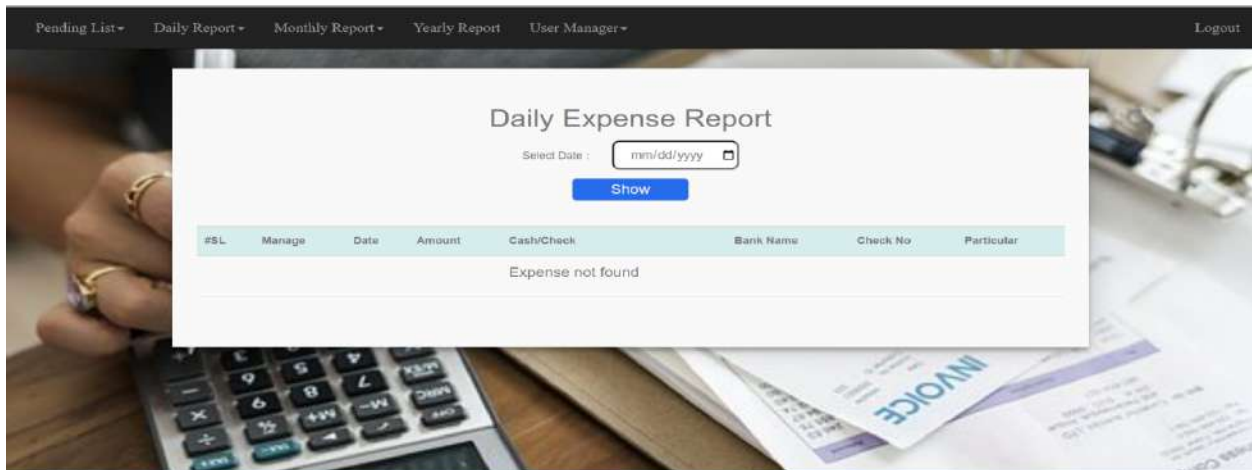 Pending List Daily Report Monthly Report Yearly Report User Manager Logout
Daily Expense Report
Select Date : mm/dd/yyyy
Show
#SL Manage Date Amount Cash/Check Bank Name Check No Particular
Expense not found
INVOICE